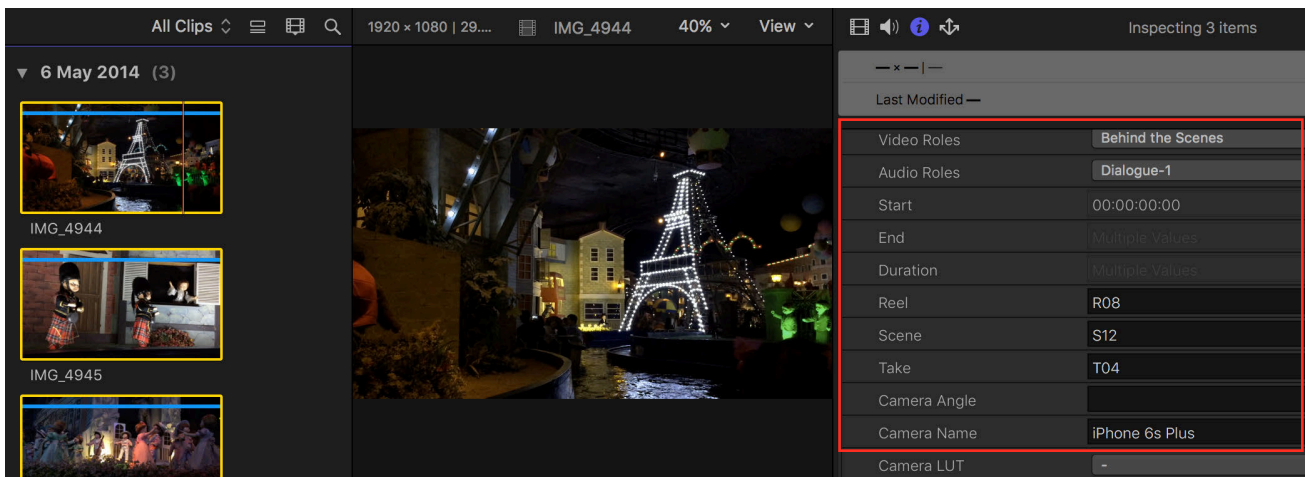 All Clips
1920 × 1080 | 29....
IMG_4944
40%
View
Inspecting 3 items
6 May 2014 (3)
IMG_4944
IMG_4945
— × — | —
Last Modified —
Video Roles Behind the Scenes
Audio Roles Dialogue-1
Start 00:00:00:00
End Multiple Values
Duration Multiple Values
Reel R08
Scene S12
Take T04
Camera Angle
Camera Name iPhone 6s Plus
Camera LUT -